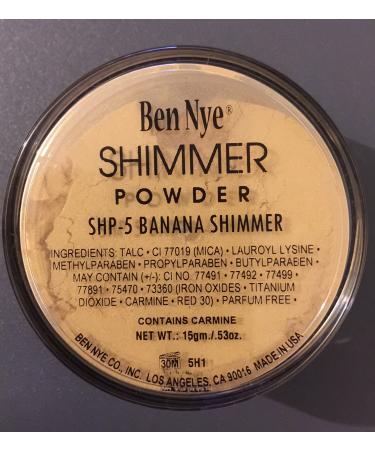 Ben Nye®
SHIMMER
POWDER
SHP-5 BANANA SHIMMER
INGREDIENTS: TALC • CI 77019 (MICA) • LAUROYL LYSINE •
METHYLPARABEN • PROPYLPARABEN • BUTYLPARABEN •
MAY CONTAIN (+/-): CI NO. 77491 • 77492 • 77499 •
77891 • 75470 • 73360 (IRON OXIDES • TITANIUM
DIOXIDE • CARMINE • RED 30) • PARFUM FREE •
CONTAINS CARMINE
NET WT.: 15gm./.53oz.
30M 5H1
BEN NYE CO., INC. LOS ANGELES, CA 90016 MADE IN USA